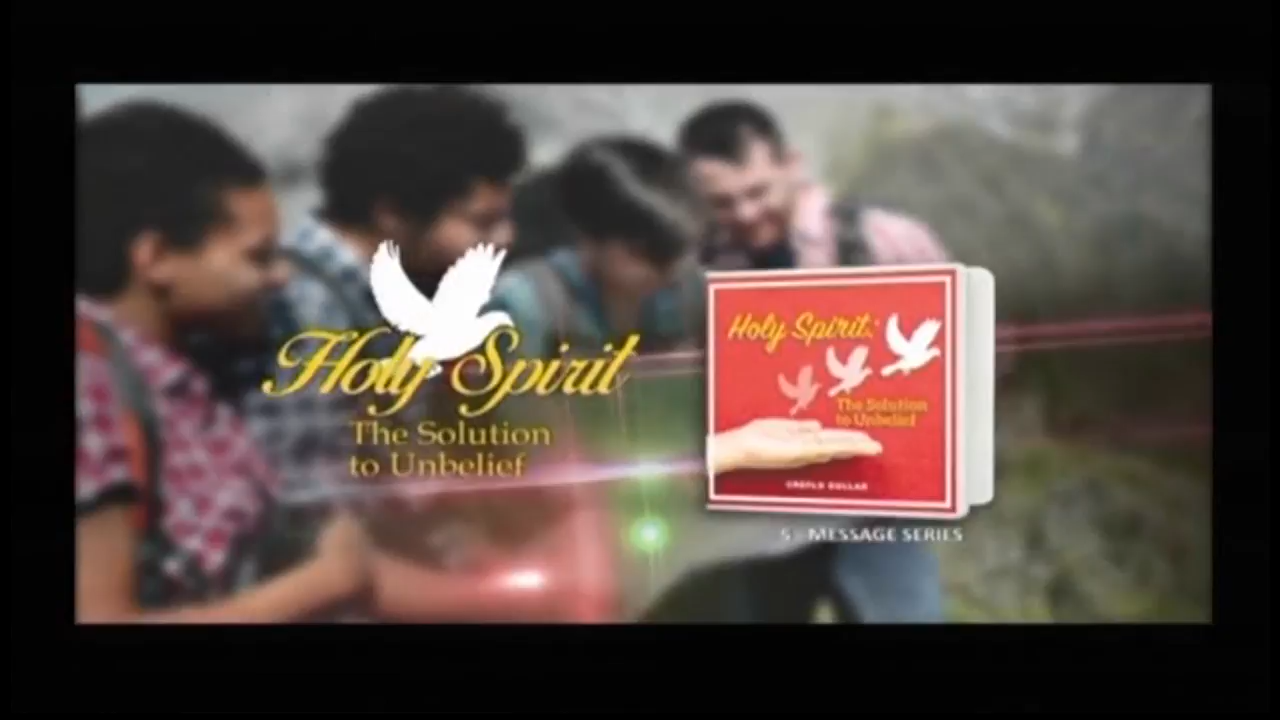 Holy Spirit
The Solution
to Unbelief
Holy Spirit:
The Solution
to Unbelief
CREFLO DOLLAR
MESSAGE SERIES